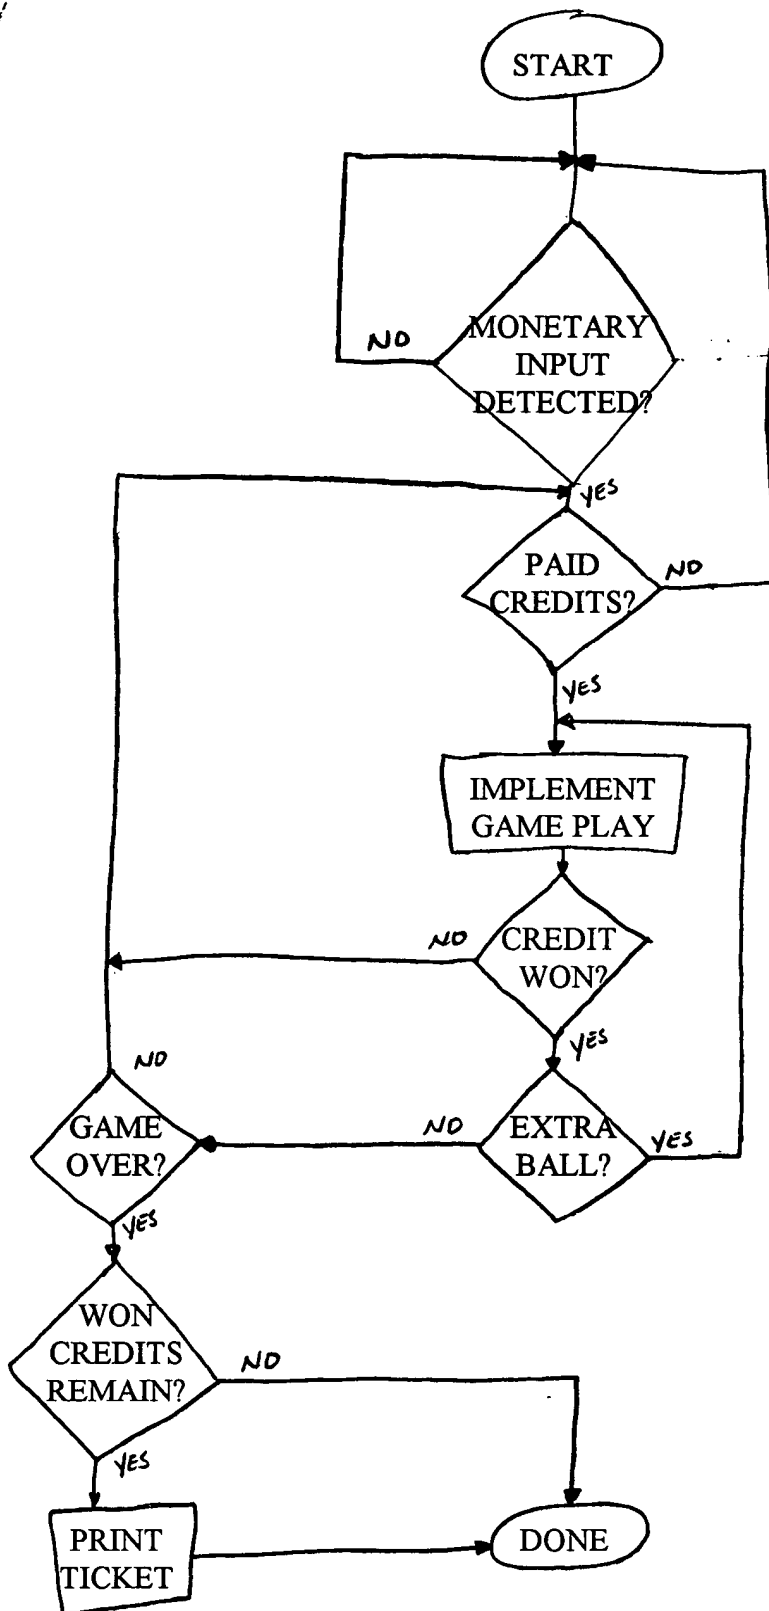 START
NO
MONETARY
INPUT
DETECTED?
YES
PAID
CREDITS?
NO
YES
IMPLEMENT
GAME PLAY
NO
CREDIT
WON?
YES
NO
GAME
OVER?
NO
EXTRA
BALL?
YES
YES
WON
CREDITS
REMAIN?
NO
YES
PRINT
TICKET
DONE